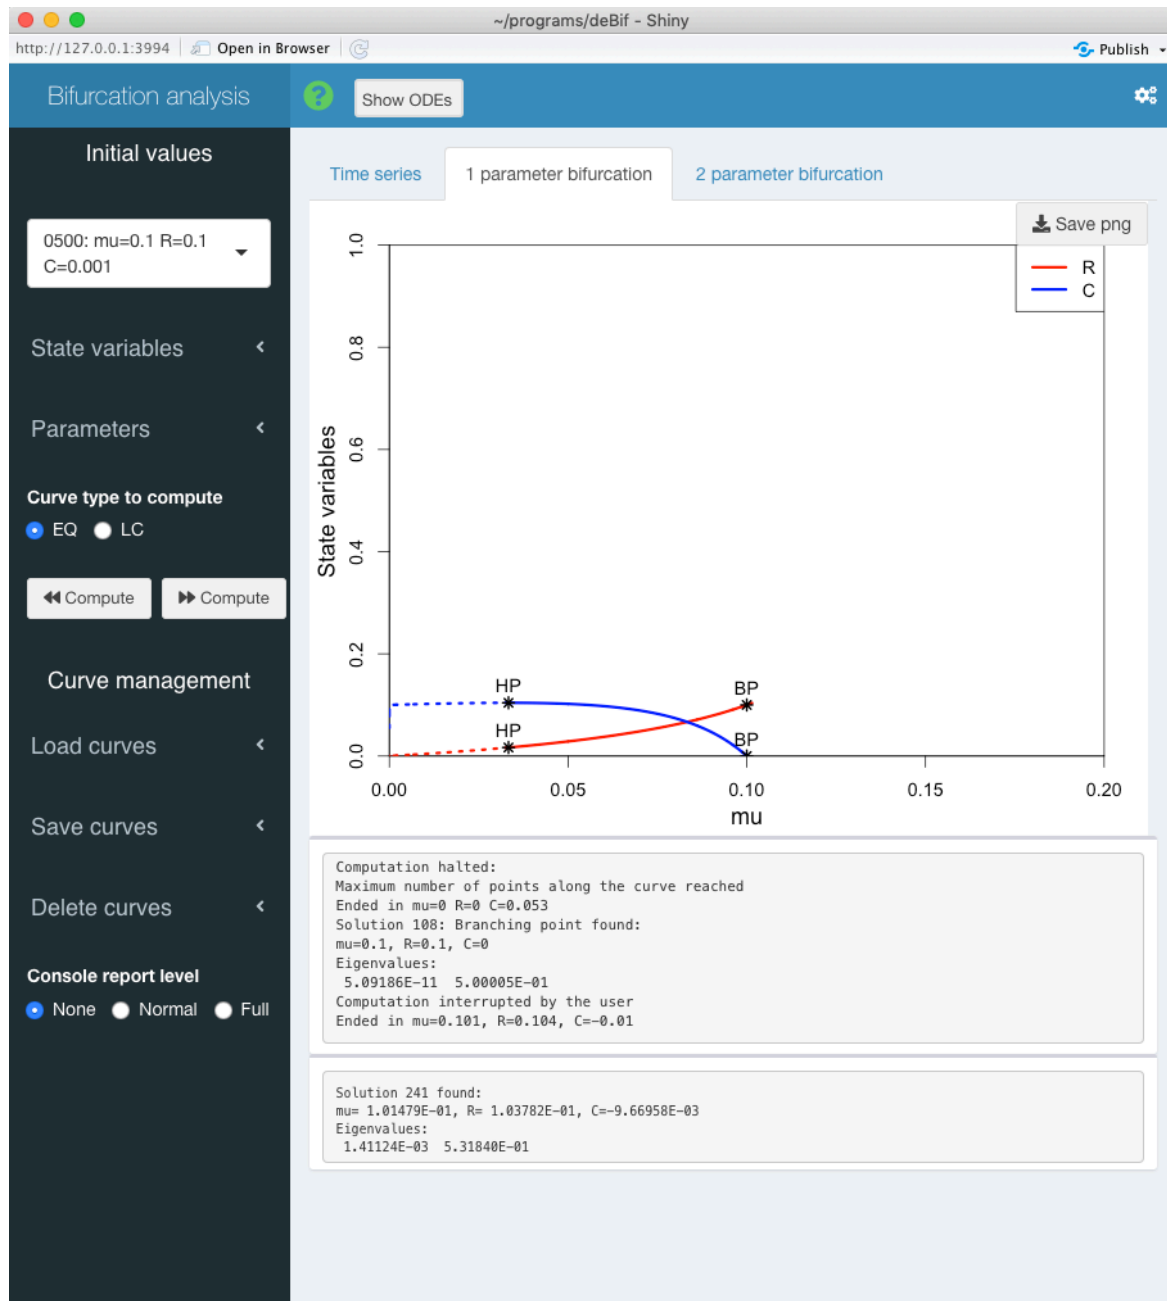 ~/programs/deBif - Shiny
http://127.0.0.1:3994 Open in Browser Publish
Bifurcation analysis
? Show ODEs
Initial values
0500: mu=0.1 R=0.1
C=0.001
State variables
Parameters
Curve type to compute
EQ LC
Compute Compute
Curve management
Load curves
Save curves
Delete curves
Console report level
None Normal Full
Time series 1 parameter bifurcation 2 parameter bifurcation
Save png
R
C
State variables
1.0
0.8
0.6
0.4
0.2
0.0
HP
HP
BP
BP
0.00 0.05 0.10 0.15 0.20
mu
Computation halted:
Maximum number of points along the curve reached
Ended in mu=0 R=0 C=0.053
Solution 108: Branching point found:
mu=0.1, R=0.1, C=0
Eigenvalues:
5.09186E-11 5.00005E-01
Computation interrupted by the user
Ended in mu=0.101, R=0.104, C=-0.01
Solution 241 found:
mu= 1.01479E-01, R= 1.03782E-01, C=-9.66958E-03
Eigenvalues:
1.41124E-03 5.31840E-01